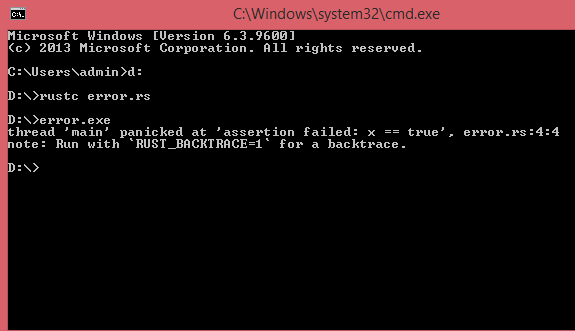 C:\Windows\system32\cmd.exe
Microsoft Windows [Version 6.3.9600]
(c) 2013 Microsoft Corporation. All rights reserved.
C:\Users\admin>d:
D:\>rustc error.rs
D:\>error.exe
thread 'main' panicked at 'assertion failed: x == true', error.rs:4:4
note: Run with `RUST_BACKTRACE=1` for a backtrace.
D:\>